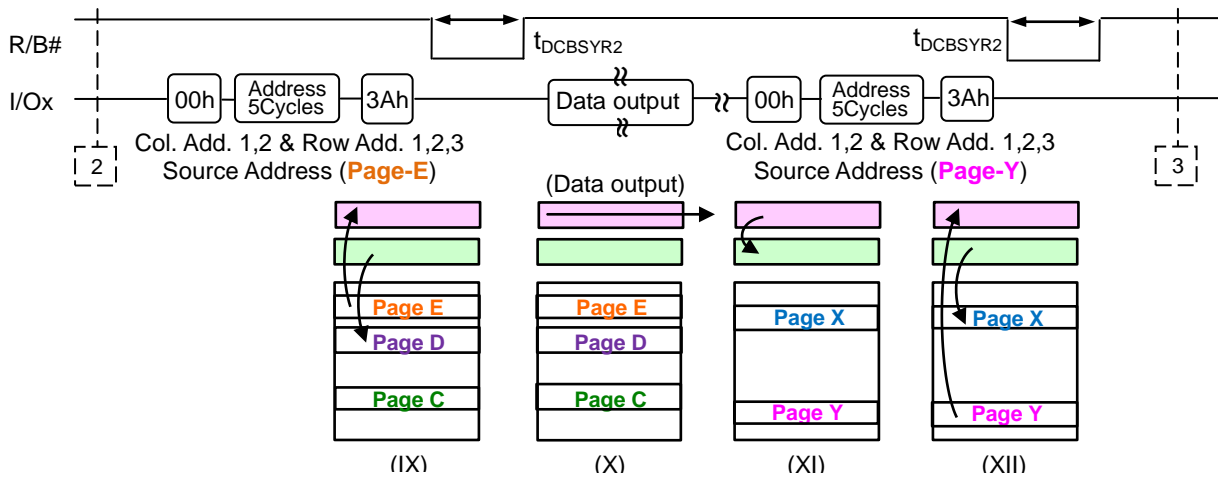 R/B#
tDCBSYR2
tDCBSYR2
I/Ox
00h
Address
5Cycles
3Ah
Data output
00h
Address
5Cycles
3Ah
2
Col. Add. 1,2 & Row Add. 1,2,3
Source Address (Page-E)
Col. Add. 1,2 & Row Add. 1,2,3
Source Address (Page-Y)
3
(Data output)
Page E
Page D
Page C
(IX)
Page E
Page D
Page C
(X)
Page X
Page Y
(XI)
Page X
Page Y
(XII)